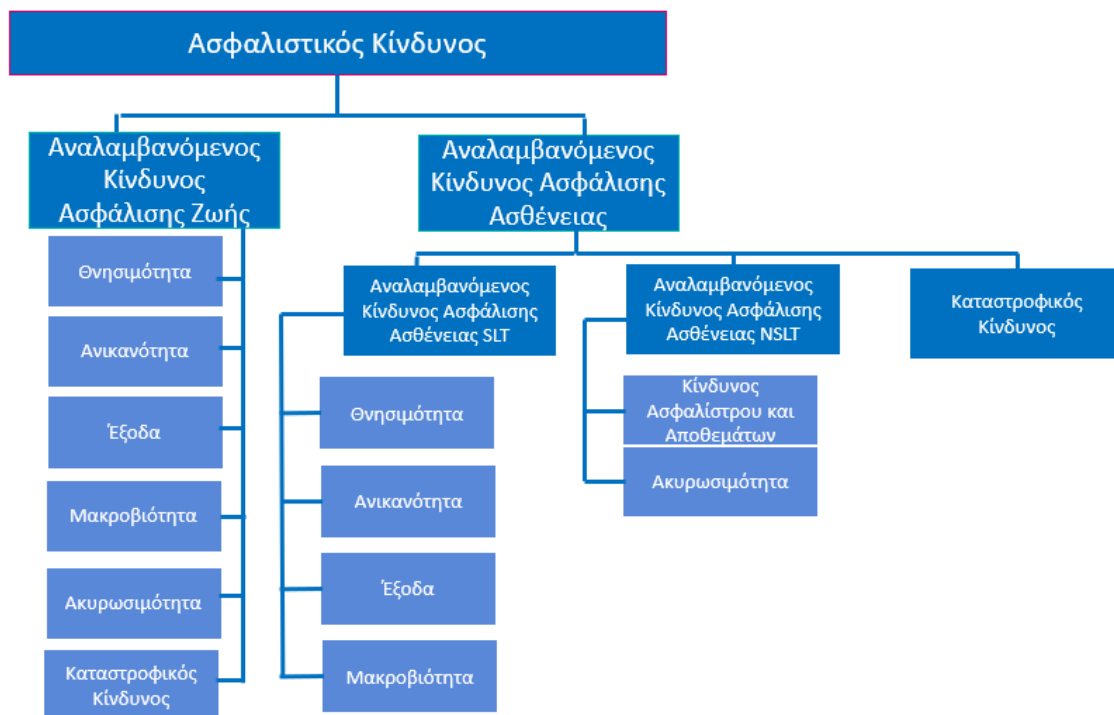 Ασφαλιστικός Κίνδυνος
Αναλαμβανόμενος
Κίνδυνος
Ασφάλισης Ζωής
Θνησιμότητα
Ανικανότητα
Έξοδα
Μακροβιότητα
Ακυρωσιμότητα
Καταστροφικός
Κίνδυνος
Αναλαμβανόμενος
Κίνδυνος Ασφάλισης
Ασθένειας
Αναλαμβανόμενος
Κίνδυνος Ασφάλισης
Ασθένειας SLT
Θνησιμότητα
Ανικανότητα
Έξοδα
Μακροβιότητα
Αναλαμβανόμενος
Κίνδυνος Ασφάλισης
Ασθένειας NSLT
Κίνδυνος
Ασφαλίστρου και
Αποθεμάτων
Ακυρωσιμότητα
Καταστροφικός
Κίνδυνος